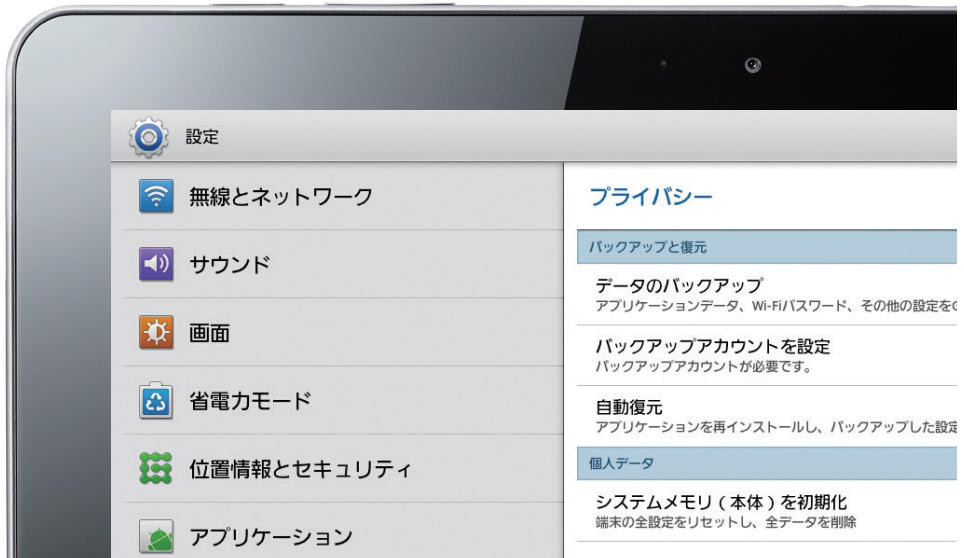 設定
無線とネットワーク
サウンド
画面
省電力モード
位置情報とセキュリティ
アプリケーション
プライバシー
バックアップと復元
データのバックアップ
アプリケーションデータ、Wi-Fiパスワード、その他の設定をG
バックアップアカウントを設定
バックアップアカウントが必要です。
自動復元
アプリケーションを再インストールし、バックアップした設定
個人データ
システムメモリ ( 本体 ) を初期化
端末の全設定をリセットし、全データを削除